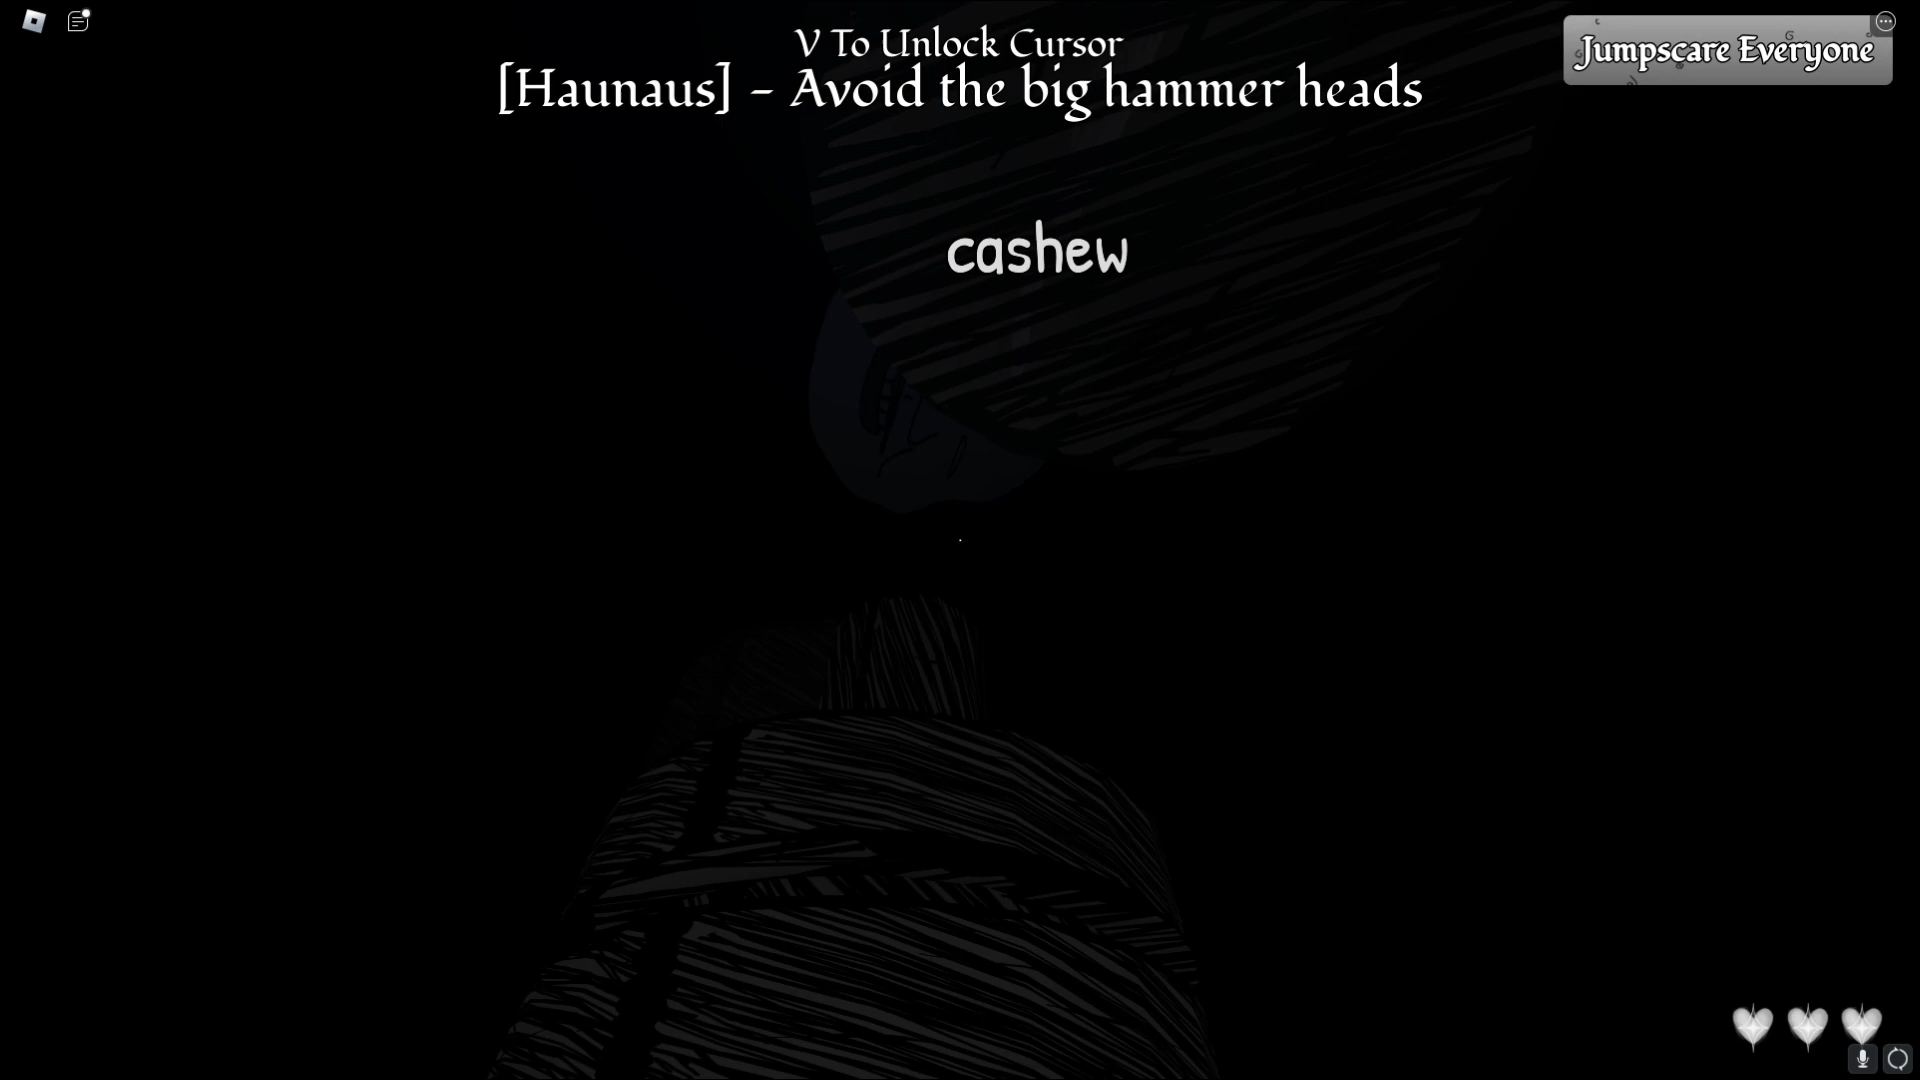 V To Unlock Cursor
[Haunaus] - Avoid the big hammer heads
Jumpscare Everyone
cashew